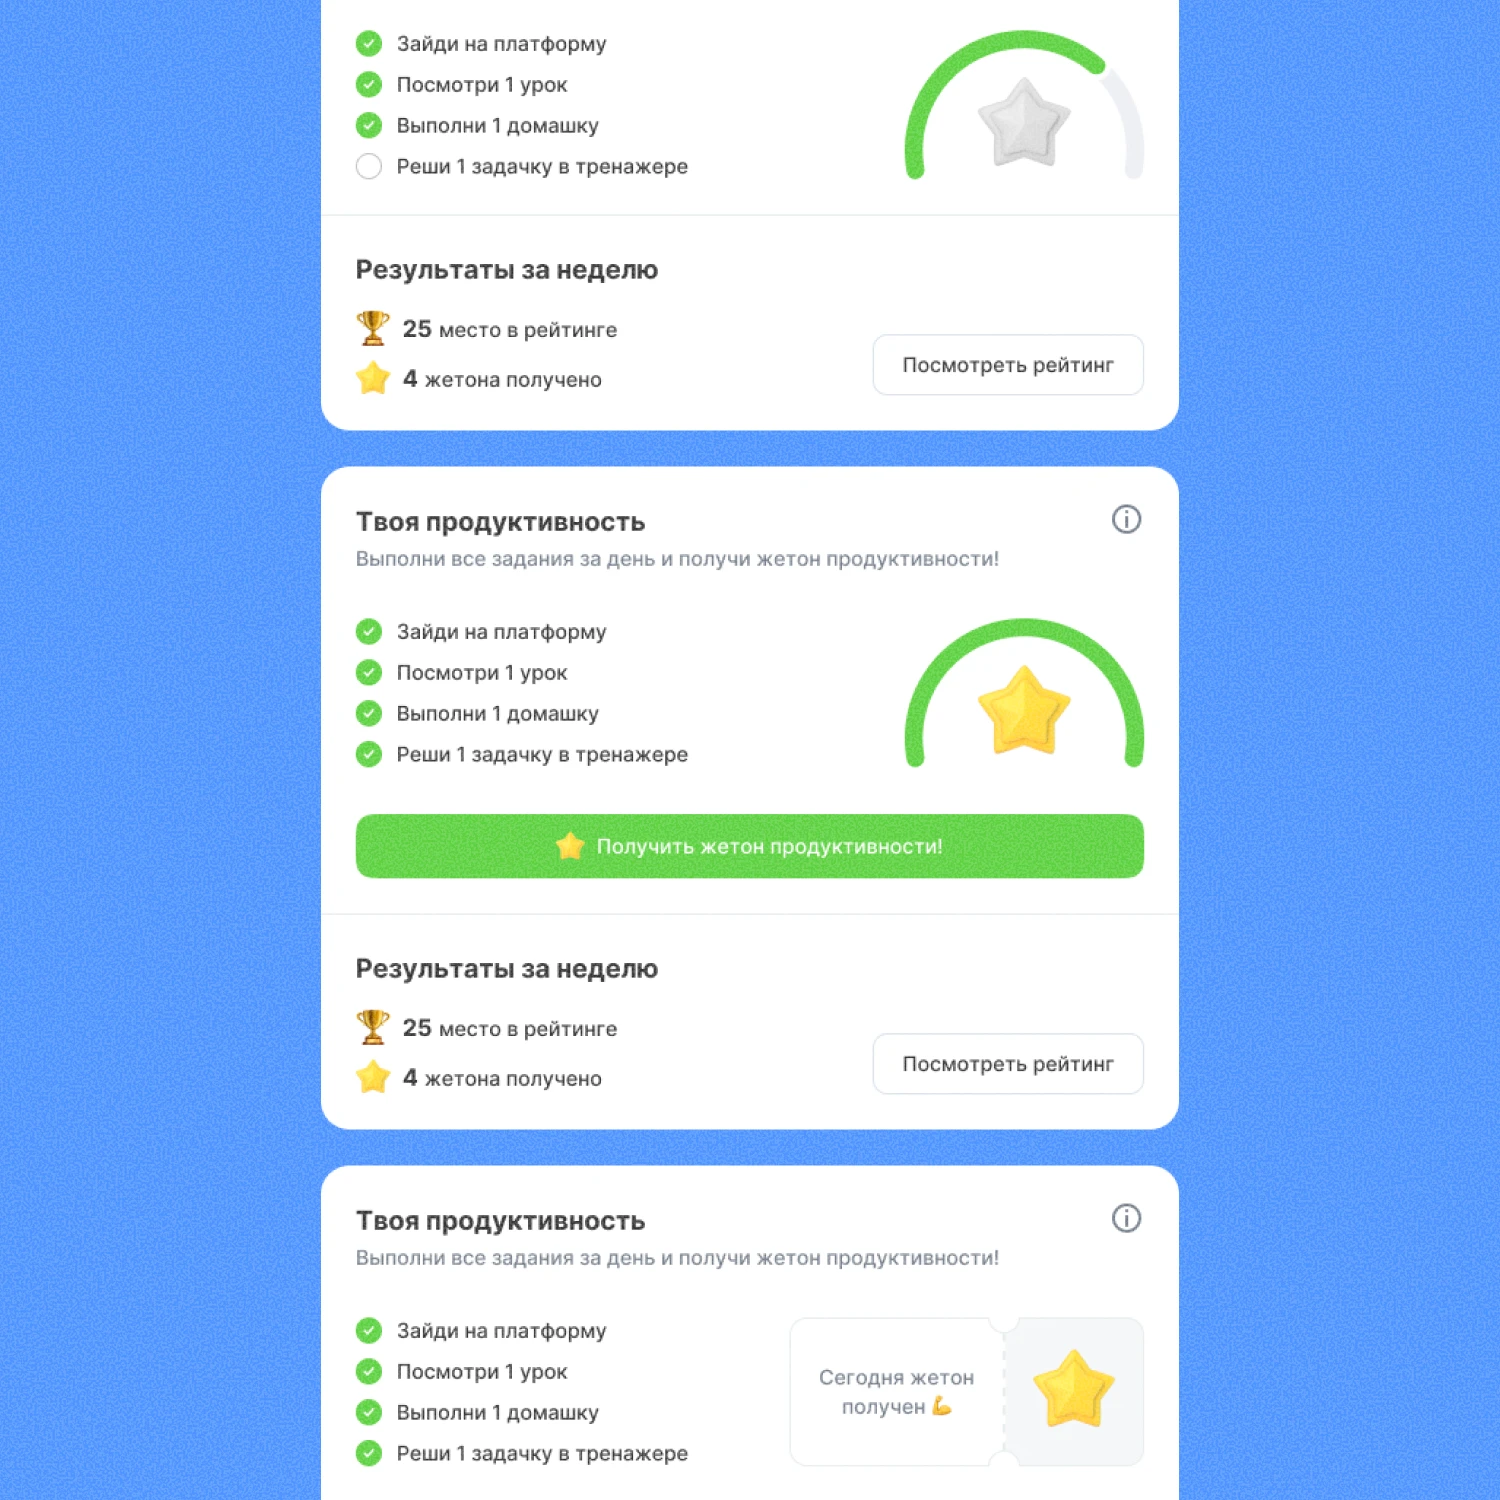 Зайди на платформу
Посмотри 1 урок
Выполни 1 домашку
Реши 1 задачку в тренажере
Результаты за неделю
25 место в рейтинге
4 жетона получено
Посмотреть рейтинг
Твоя продуктивность
Выполни все задания за день и получи жетон продуктивности!
Зайди на платформу
Посмотри 1 урок
Выполни 1 домашку
Реши 1 задачку в тренажере
Получить жетон продуктивности!
Результаты за неделю
25 место в рейтинге
4 жетона получено
Посмотреть рейтинг
Твоя продуктивность
Выполни все задания за день и получи жетон продуктивности!
Зайди на платформу
Посмотри 1 урок
Выполни 1 домашку
Реши 1 задачку в тренажере
Сегодня жетон
получен 💪